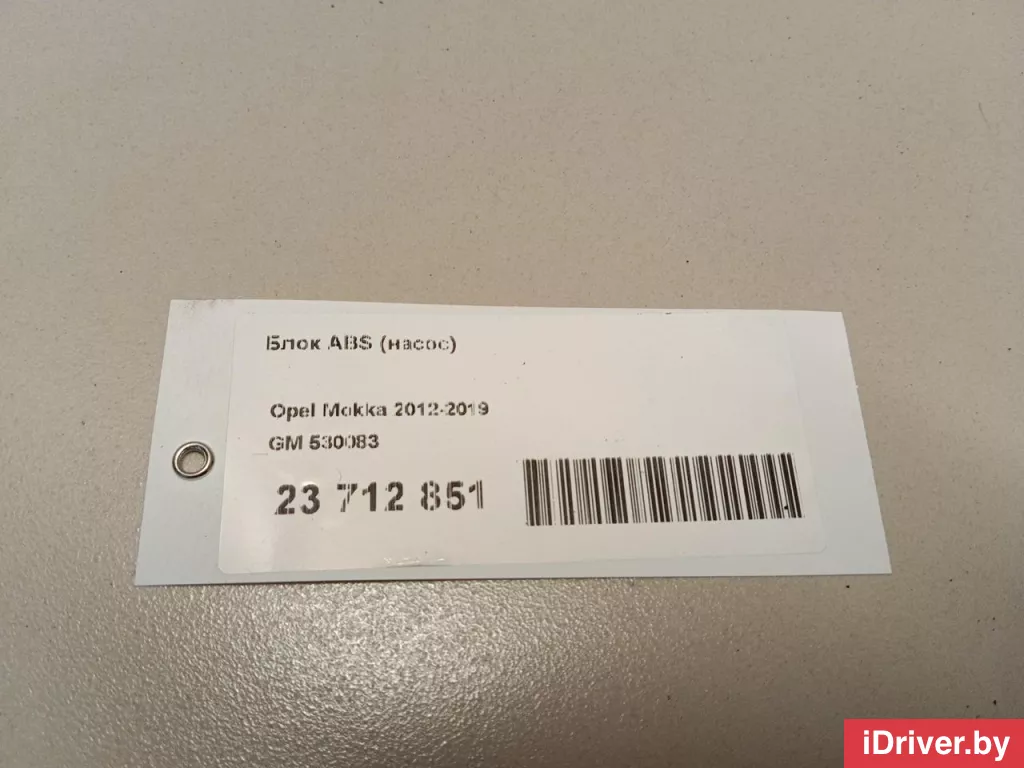 Блок ABS (насос)
Opel Mokka 2012-2019
GM 530083
23 712 851
iDriver.by